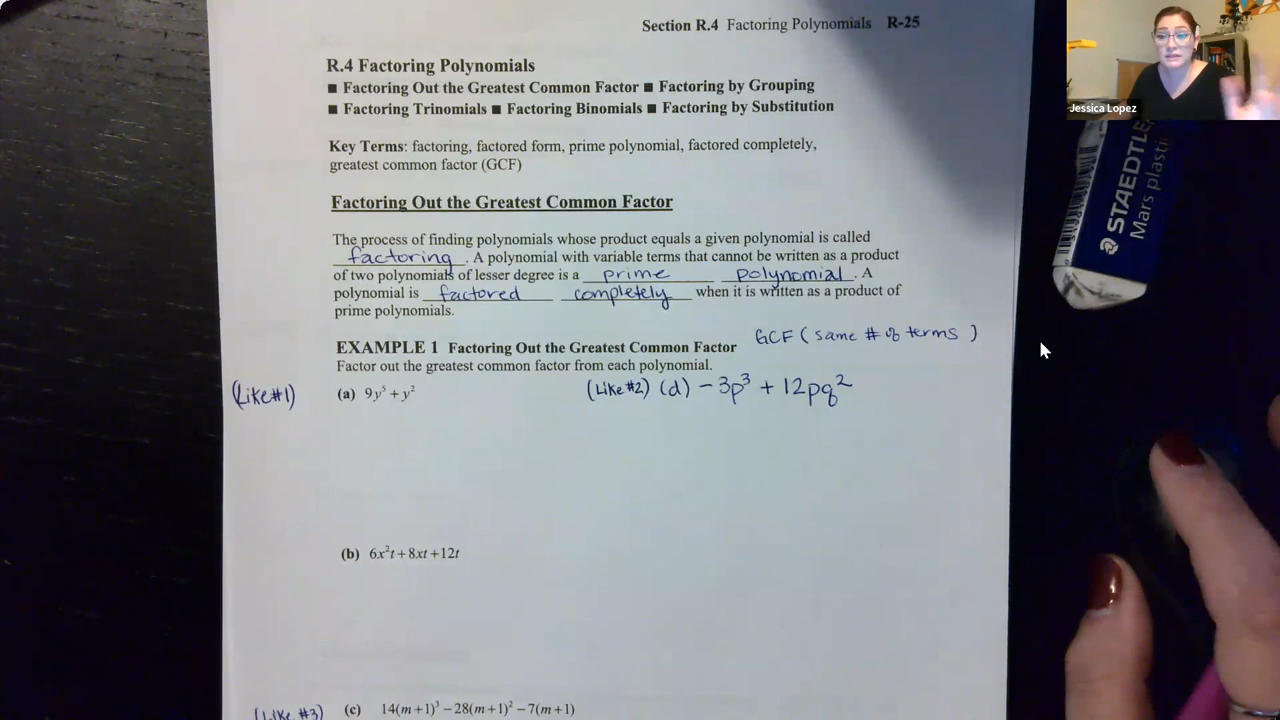 Section R.4 Factoring Polynomials R-25
Jessica Lopez
R.4 Factoring Polynomials
■ Factoring Out the Greatest Common Factor ■ Factoring by Grouping
■ Factoring Trinomials ■ Factoring Binomials ■ Factoring by Substitution
Key Terms: factoring, factored form, prime polynomial, factored completely,
greatest common factor (GCF)
STAEDTLE
Mars plasti
Factoring Out the Greatest Common Factor
The process of finding polynomials whose product equals a given polynomial is called
factoring. A polynomial with variable terms that cannot be written as a product
of two polynomials of lesser degree is a prime polynomial. A
polynomial is factored completely when it is written as a product of
prime polynomials.
GCF (same # of terms)
EXAMPLE 1 Factoring Out the Greatest Common Factor
Factor out the greatest common factor from each polynomial.
(Like #1) (a) 9y⁵ + y² (Like #2) (d) −3p³ + 12pq²
(b) 6x²t + 8xt + 12t
(Like #3) (c) 14(m+1)³ − 28(m+1)² − 7(m+1)